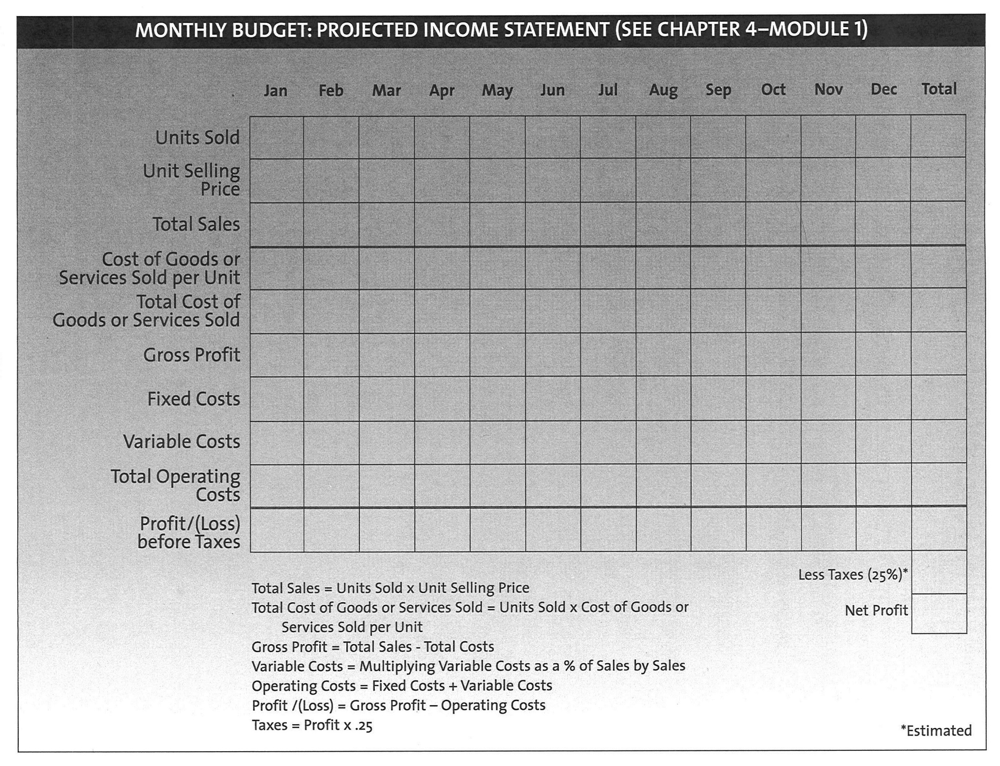 MONTHLY BUDGET: PROJECTED INCOME STATEMENT (SEE CHAPTER 4–MODULE 1)
Jan Feb Mar Apr May Jun Jul Aug Sep Oct Nov Dec Total
Units Sold
Unit Selling
Price
Total Sales
Cost of Goods or
Services Sold per Unit
Total Cost of
Goods or Services Sold
Gross Profit
Fixed Costs
Variable Costs
Total Operating
Costs
Profit/(Loss)
before Taxes
Less Taxes (25%)*
Net Profit
Total Sales = Units Sold x Unit Selling Price
Total Cost of Goods or Services Sold = Units Sold x Cost of Goods or
Services Sold per Unit
Gross Profit = Total Sales - Total Costs
Variable Costs = Multiplying Variable Costs as a % of Sales by Sales
Operating Costs = Fixed Costs + Variable Costs
Profit /(Loss) = Gross Profit – Operating Costs
Taxes = Profit x .25
*Estimated